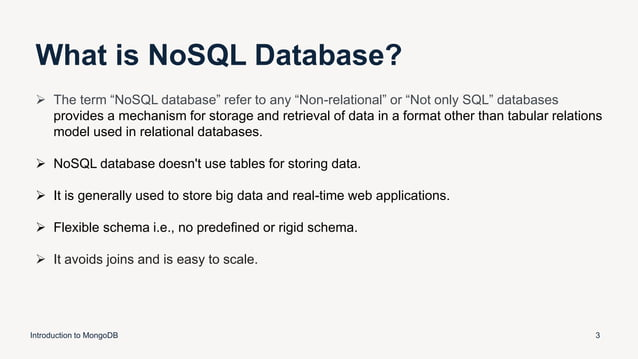 What is NoSQL Database?
➢ The term “NoSQL database” refer to any “Non-relational” or “Not only SQL” databases
provides a mechanism for storage and retrieval of data in a format other than tabular relations
model used in relational databases.
➢ NoSQL database doesn't use tables for storing data.
➢ It is generally used to store big data and real-time web applications.
➢ Flexible schema i.e., no predefined or rigid schema.
➢ It avoids joins and is easy to scale.
Introduction to MongoDB
3